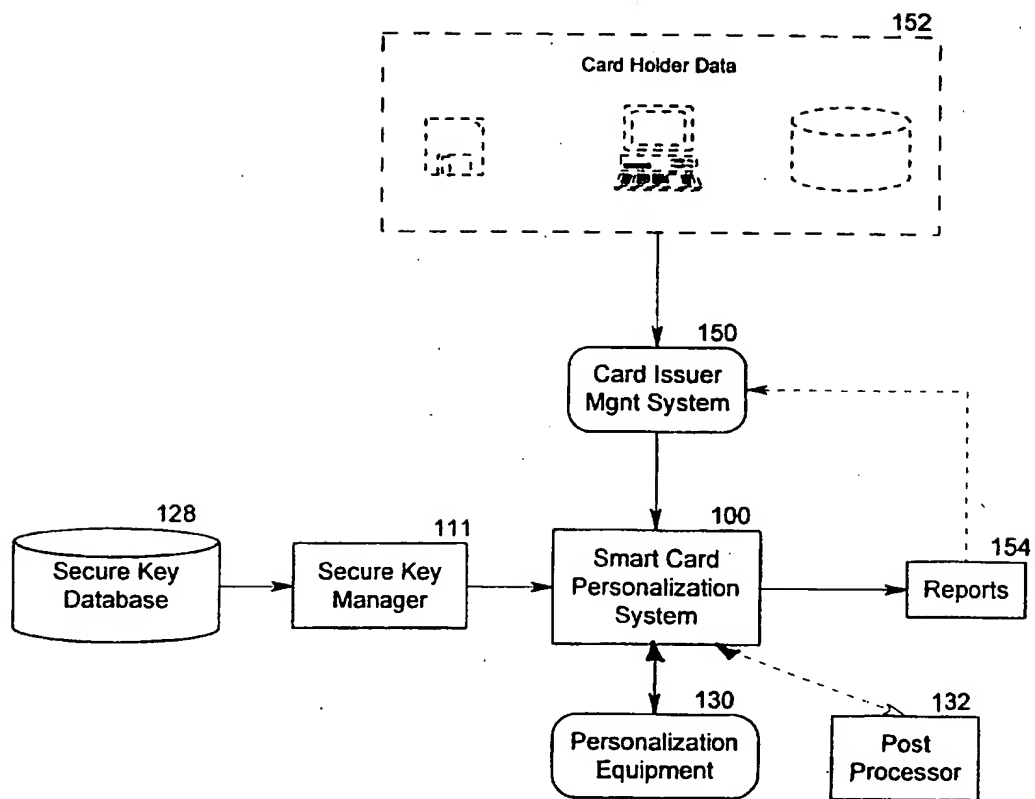 152
Card Holder Data
150
Card Issuer
Mgnt System
128
Secure Key
Database
111
Secure Key
Manager
100
Smart Card
Personalization
System
154
Reports
130
Personalization
Equipment
132
Post
Processor